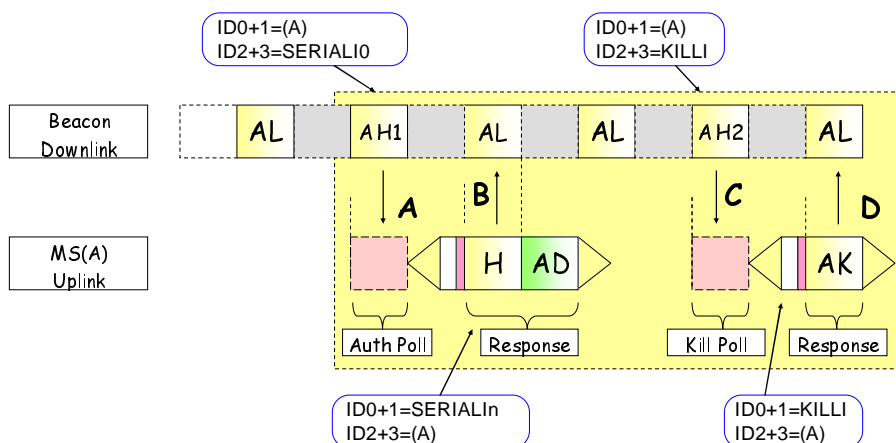 ID0+1=(A)
ID2+3=SERIALI0
ID0+1=(A)
ID2+3=KILLI
Beacon
Downlink
AL
AH1
AL
AL
AH2
AL
A
B
C
D
MS(A)
Uplink
H
AD
AK
Auth Poll
Response
Kill Poll
Response
ID0+1=SERIALIn
ID2+3=(A)
ID0+1=KILLI
ID2+3=(A)